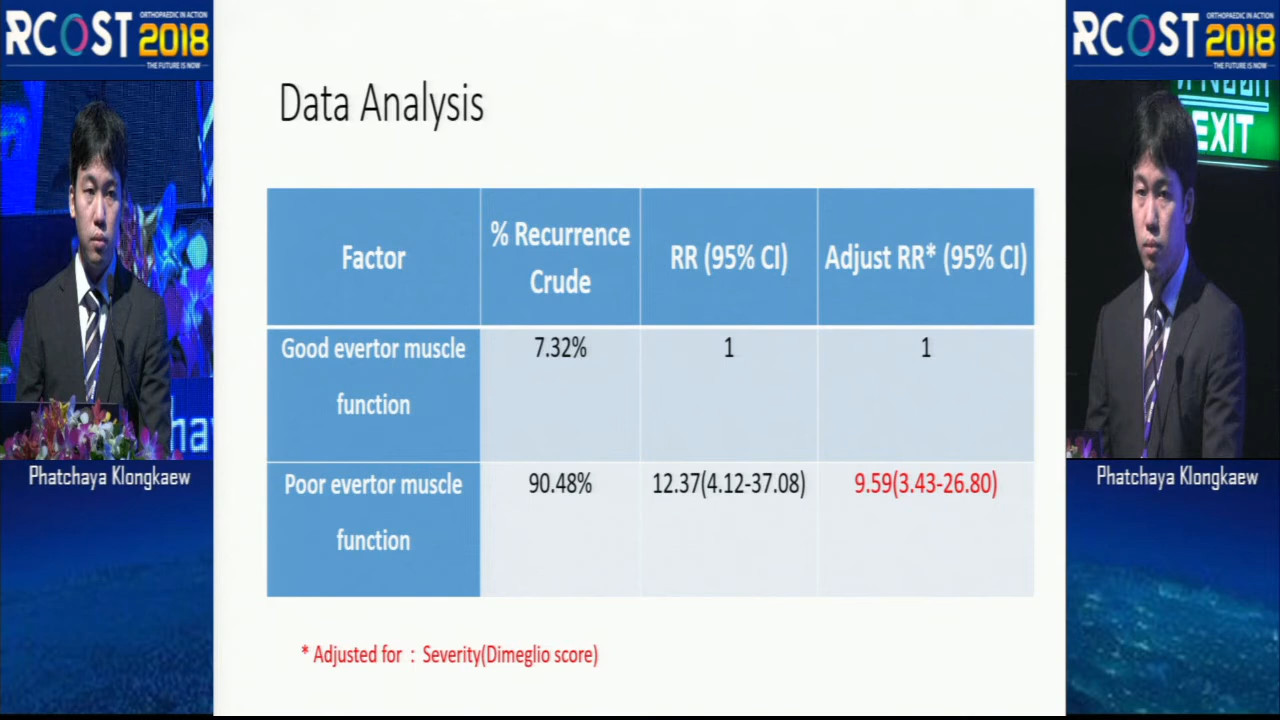 ORTHOPAEDIC IN ACTION
RCOST 2018
THE FUTURE IS NOW
Phatchaya Klongkaew
Data Analysis
Factor
% Recurrence
Crude
RR (95% CI)
Adjust RR* (95% CI)
Good evertor muscle
function
7.32%
1
1
Poor evertor muscle
function
90.48%
12.37(4.12-37.08)
9.59(3.43-26.80)
* Adjusted for : Severity(Dimeglio score)
ORTHOPAEDIC IN ACTION
RCOST 2018
THE FUTURE IS NOW
EXIT
Phatchaya Klongkaew